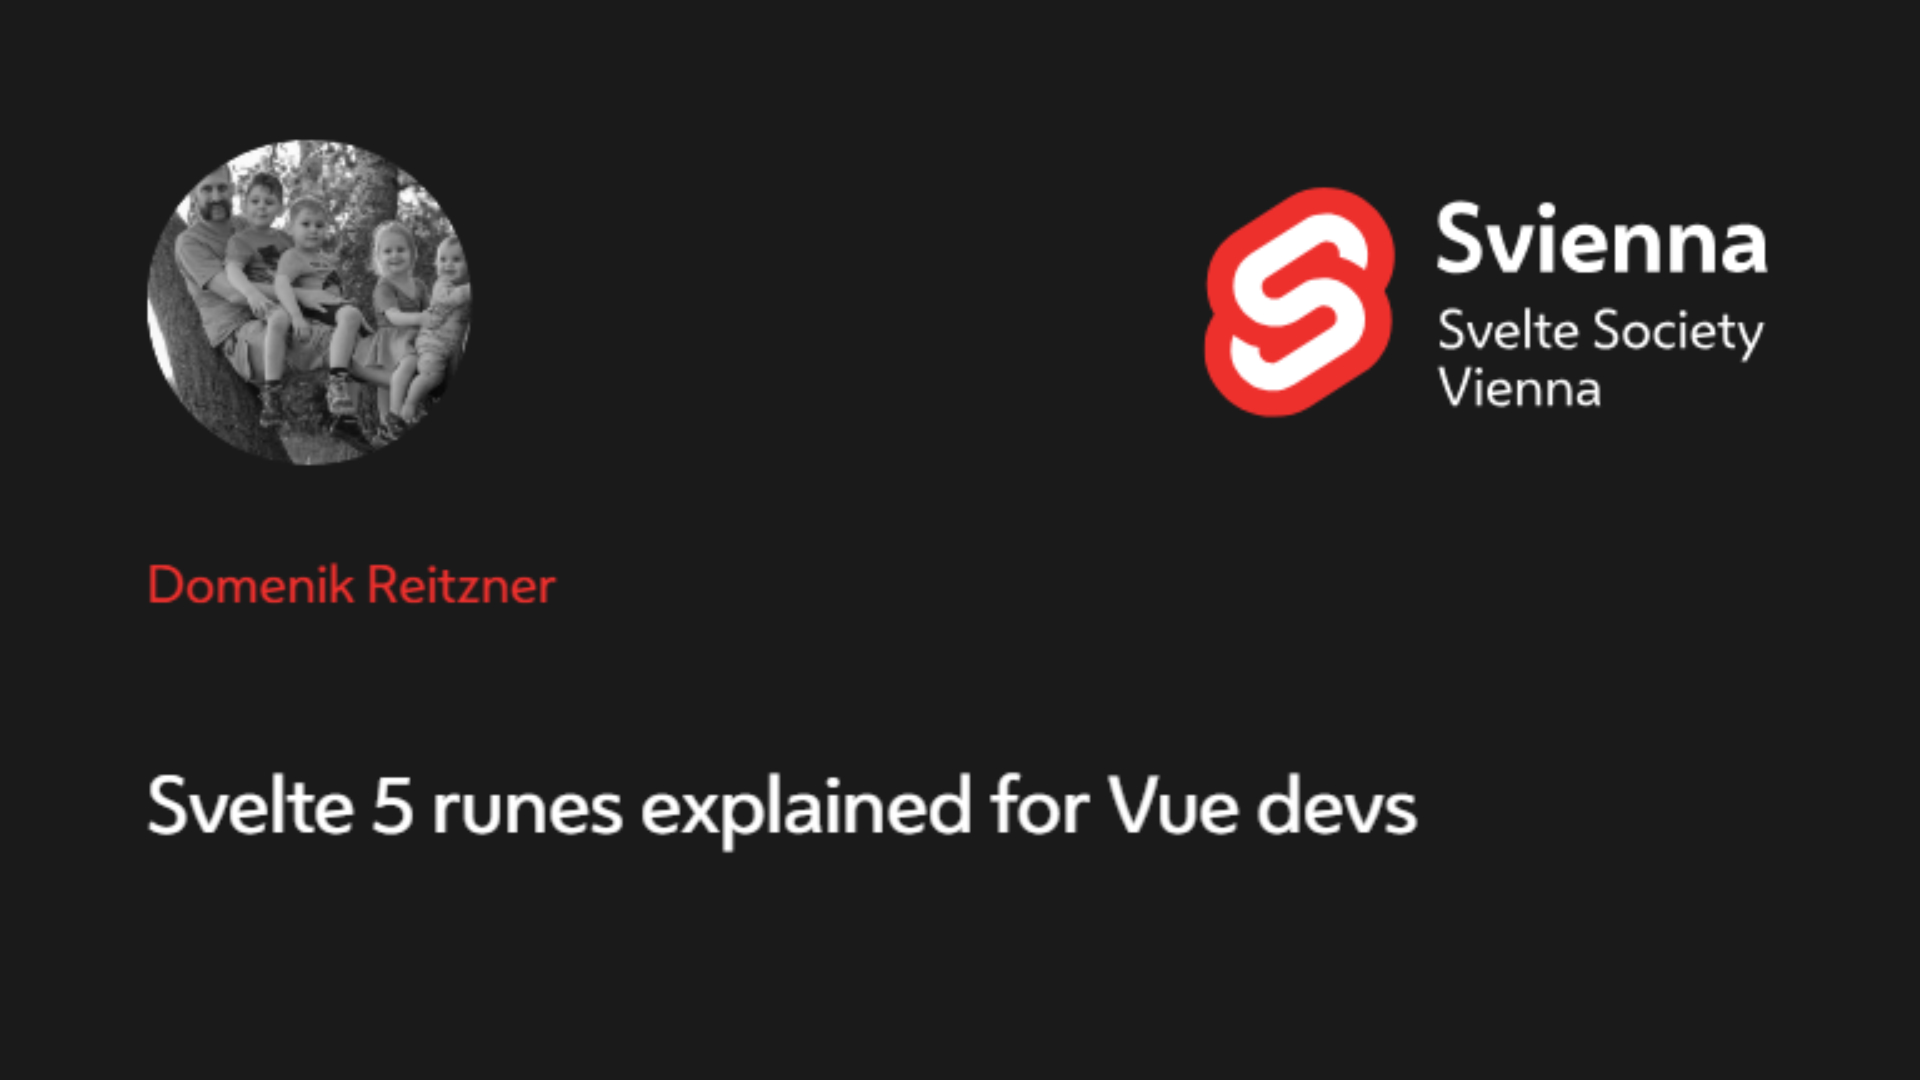 Svienna
Svelte Society
Vienna
Domenik Reitzner
Svelte 5 runes explained for Vue devs